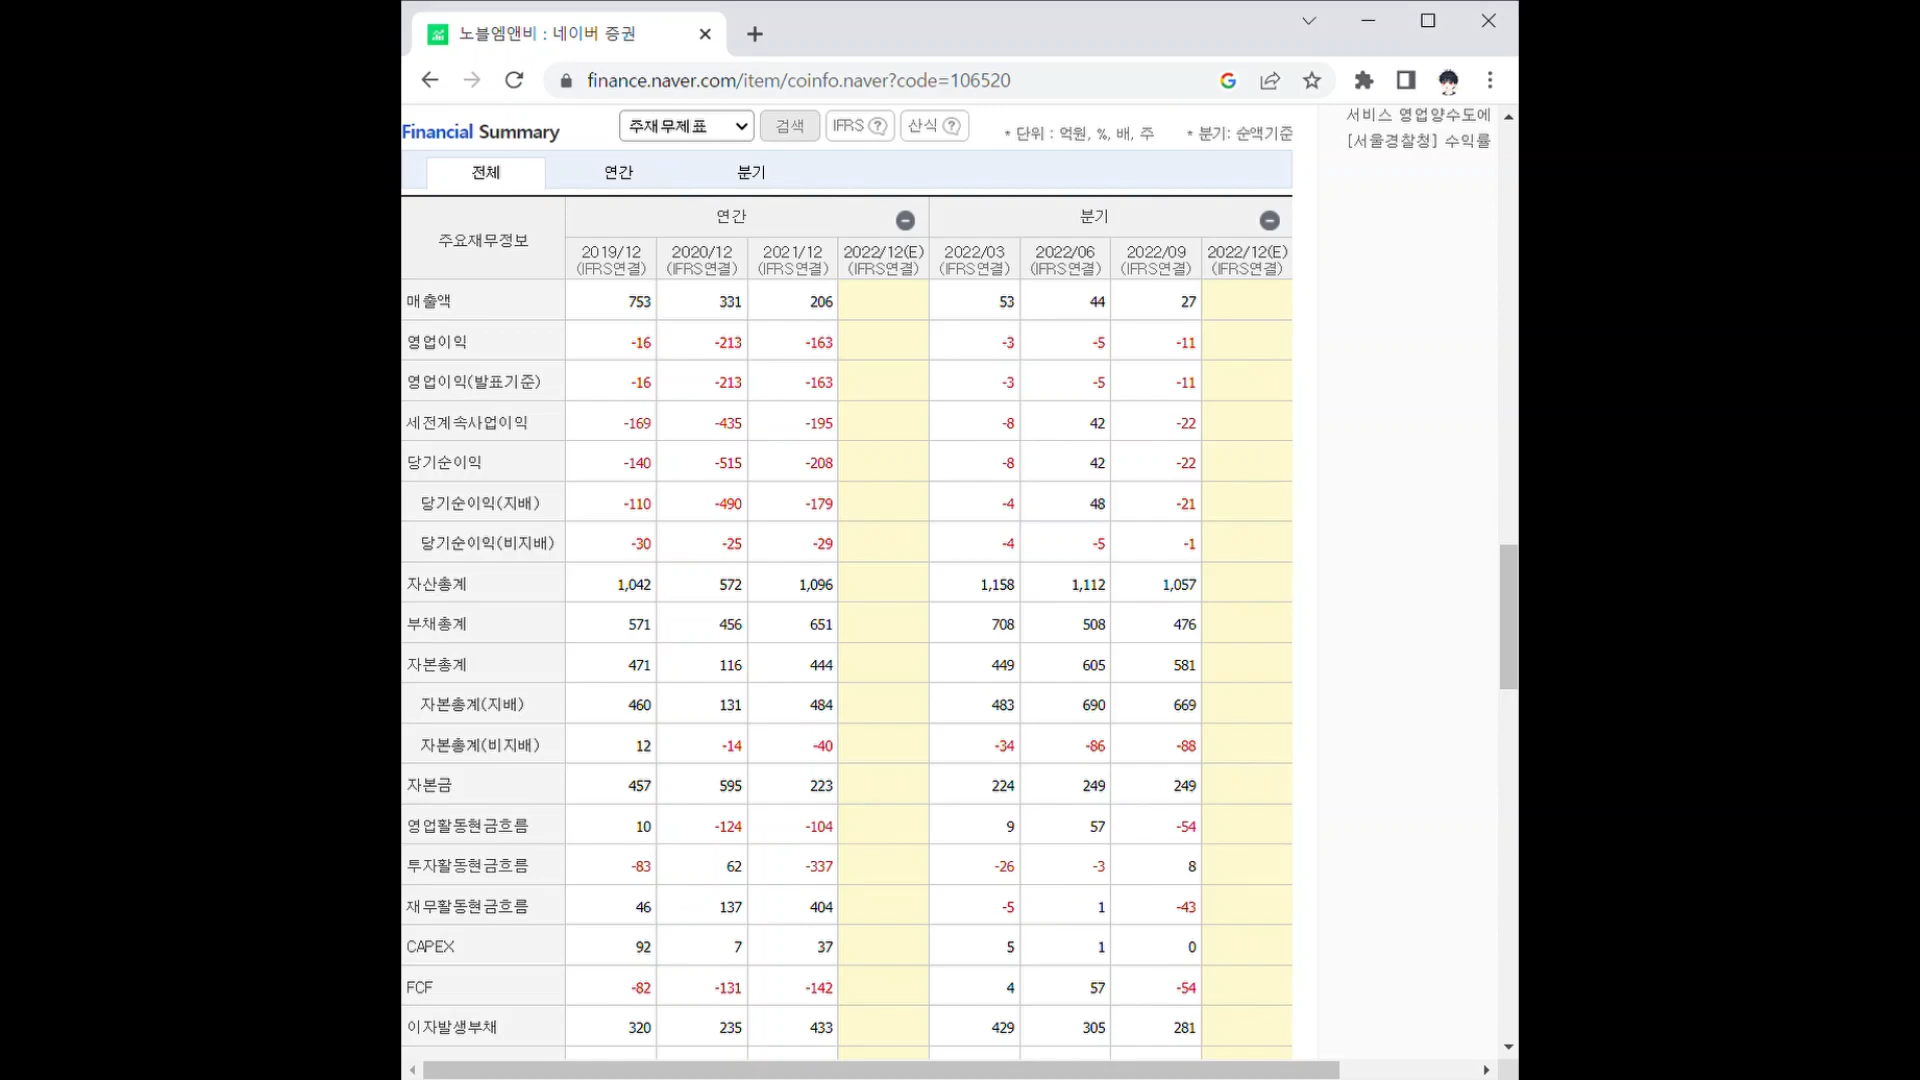 노블엠앤비 : 네이버 증권
finance.naver.com/item/coinfo.naver?code=106520
서비스 영업양수도에
[서울경찰청] 수익률
Financial Summary 주재무제표 검색 IFRS ? 산식 ? * 단위 : 억원, %, 배, 주 * 분기: 순액기준
전체 연간 분기
주요재무정보 연간 분기
2019/12 2020/12 2021/12 2022/12(E) 2022/03 2022/06 2022/09 2022/12(E)
(IFRS연결) (IFRS연결) (IFRS연결) (IFRS연결) (IFRS연결) (IFRS연결) (IFRS연결) (IFRS연결)
매출액 753 331 206 53 44 27
영업이익 -16 -213 -163 -3 -5 -11
영업이익(발표기준) -16 -213 -163 -3 -5 -11
세전계속사업이익 -169 -435 -195 -8 42 -22
당기순이익 -140 -515 -208 -8 42 -22
당기순이익(지배) -110 -490 -179 -4 48 -21
당기순이익(비지배) -30 -25 -29 -4 -5 -1
자산총계 1,042 572 1,096 1,158 1,112 1,057
부채총계 571 456 651 708 508 476
자본총계 471 116 444 449 605 581
자본총계(지배) 460 131 484 483 690 669
자본총계(비지배) 12 -14 -40 -34 -86 -88
자본금 457 595 223 224 249 249
영업활동현금흐름 10 -124 -104 9 57 -54
투자활동현금흐름 -83 62 -337 -26 -3 8
재무활동현금흐름 46 137 404 -5 1 -43
CAPEX 92 7 37 5 1 0
FCF -82 -131 -142 4 57 -54
이자발생부채 320 235 433 429 305 281